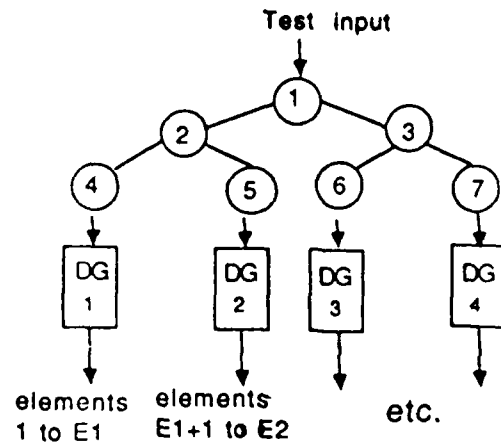 Test input
1
2
3
4
5
6
7
DG
1
DG
2
DG
3
DG
4
elements
1 to E1
elements
E1+1 to E2
etc.